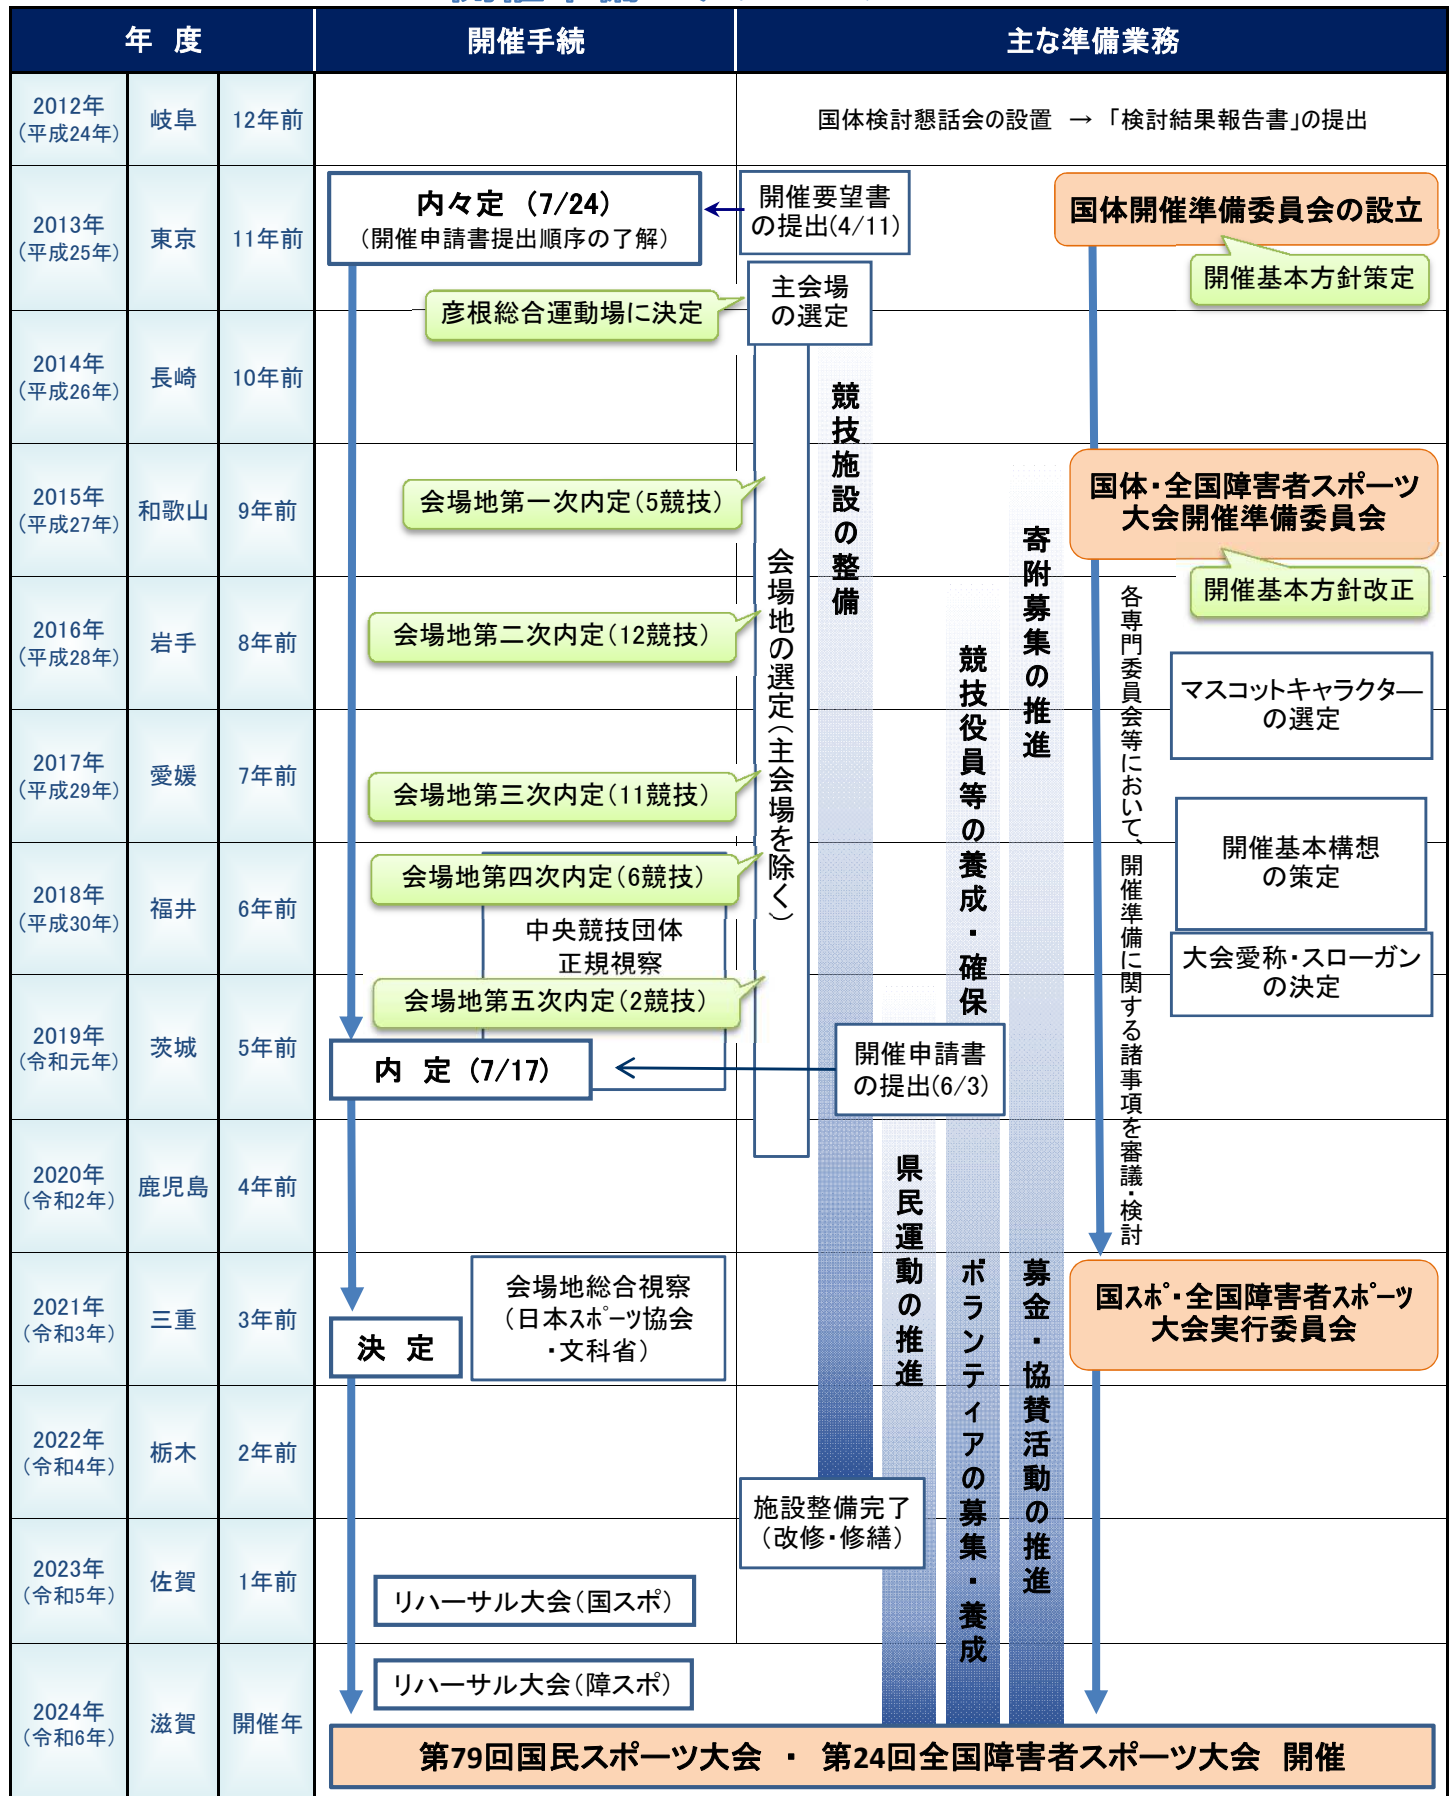 年 度
開催手続
主な準備業務
2012年
(平成24年)
岐阜
12年前
国体検討懇話会の設置 → 「検討結果報告書」の提出
2013年
(平成25年)
東京
11年前
内々定 (7/24)
(開催申請書提出順序の了解)
開催要望書
の提出(4/11)
国体開催準備委員会の設立
開催基本方針策定
主会場
の選定
彦根総合運動場に決定
2014年
(平成26年)
長崎
10年前
競技施設の整備
2015年
(平成27年)
和歌山
9年前
会場地第一次内定(5競技)
国体・全国障害者スポーツ
大会開催準備委員会
開催基本方針改正
寄附募集の推進
会場地の選定(主会場を除く)
各専門委員会等において、開催準備に関する諸事項を審議・検討
2016年
(平成28年)
岩手
8年前
会場地第二次内定(12競技)
競技役員等の養成・確保
マスコットキャラクター
の選定
2017年
(平成29年)
愛媛
7年前
会場地第三次内定(11競技)
開催基本構想
の策定
2018年
(平成30年)
福井
6年前
会場地第四次内定(6競技)
中央競技団体
正規視察
大会愛称・スローガン
の決定
会場地第五次内定(2競技)
2019年
(令和元年)
茨城
5年前
内 定 (7/17)
開催申請書
の提出(6/3)
2020年
(令和2年)
鹿児島
4年前
県民運動の推進
2021年
(令和3年)
三重
3年前
決 定
会場地総合視察
(日本スポーツ協会
・文科省)
ボランティアの募集・養成
募金・協賛活動の推進
国スポ・全国障害者スポーツ
大会実行委員会
2022年
(令和4年)
栃木
2年前
施設整備完了
(改修・修繕)
2023年
(令和5年)
佐賀
1年前
リハーサル大会(国スポ)
2024年
(令和6年)
滋賀
開催年
リハーサル大会(障スポ)
第79回国民スポーツ大会 ・ 第24回全国障害者スポーツ大会 開催